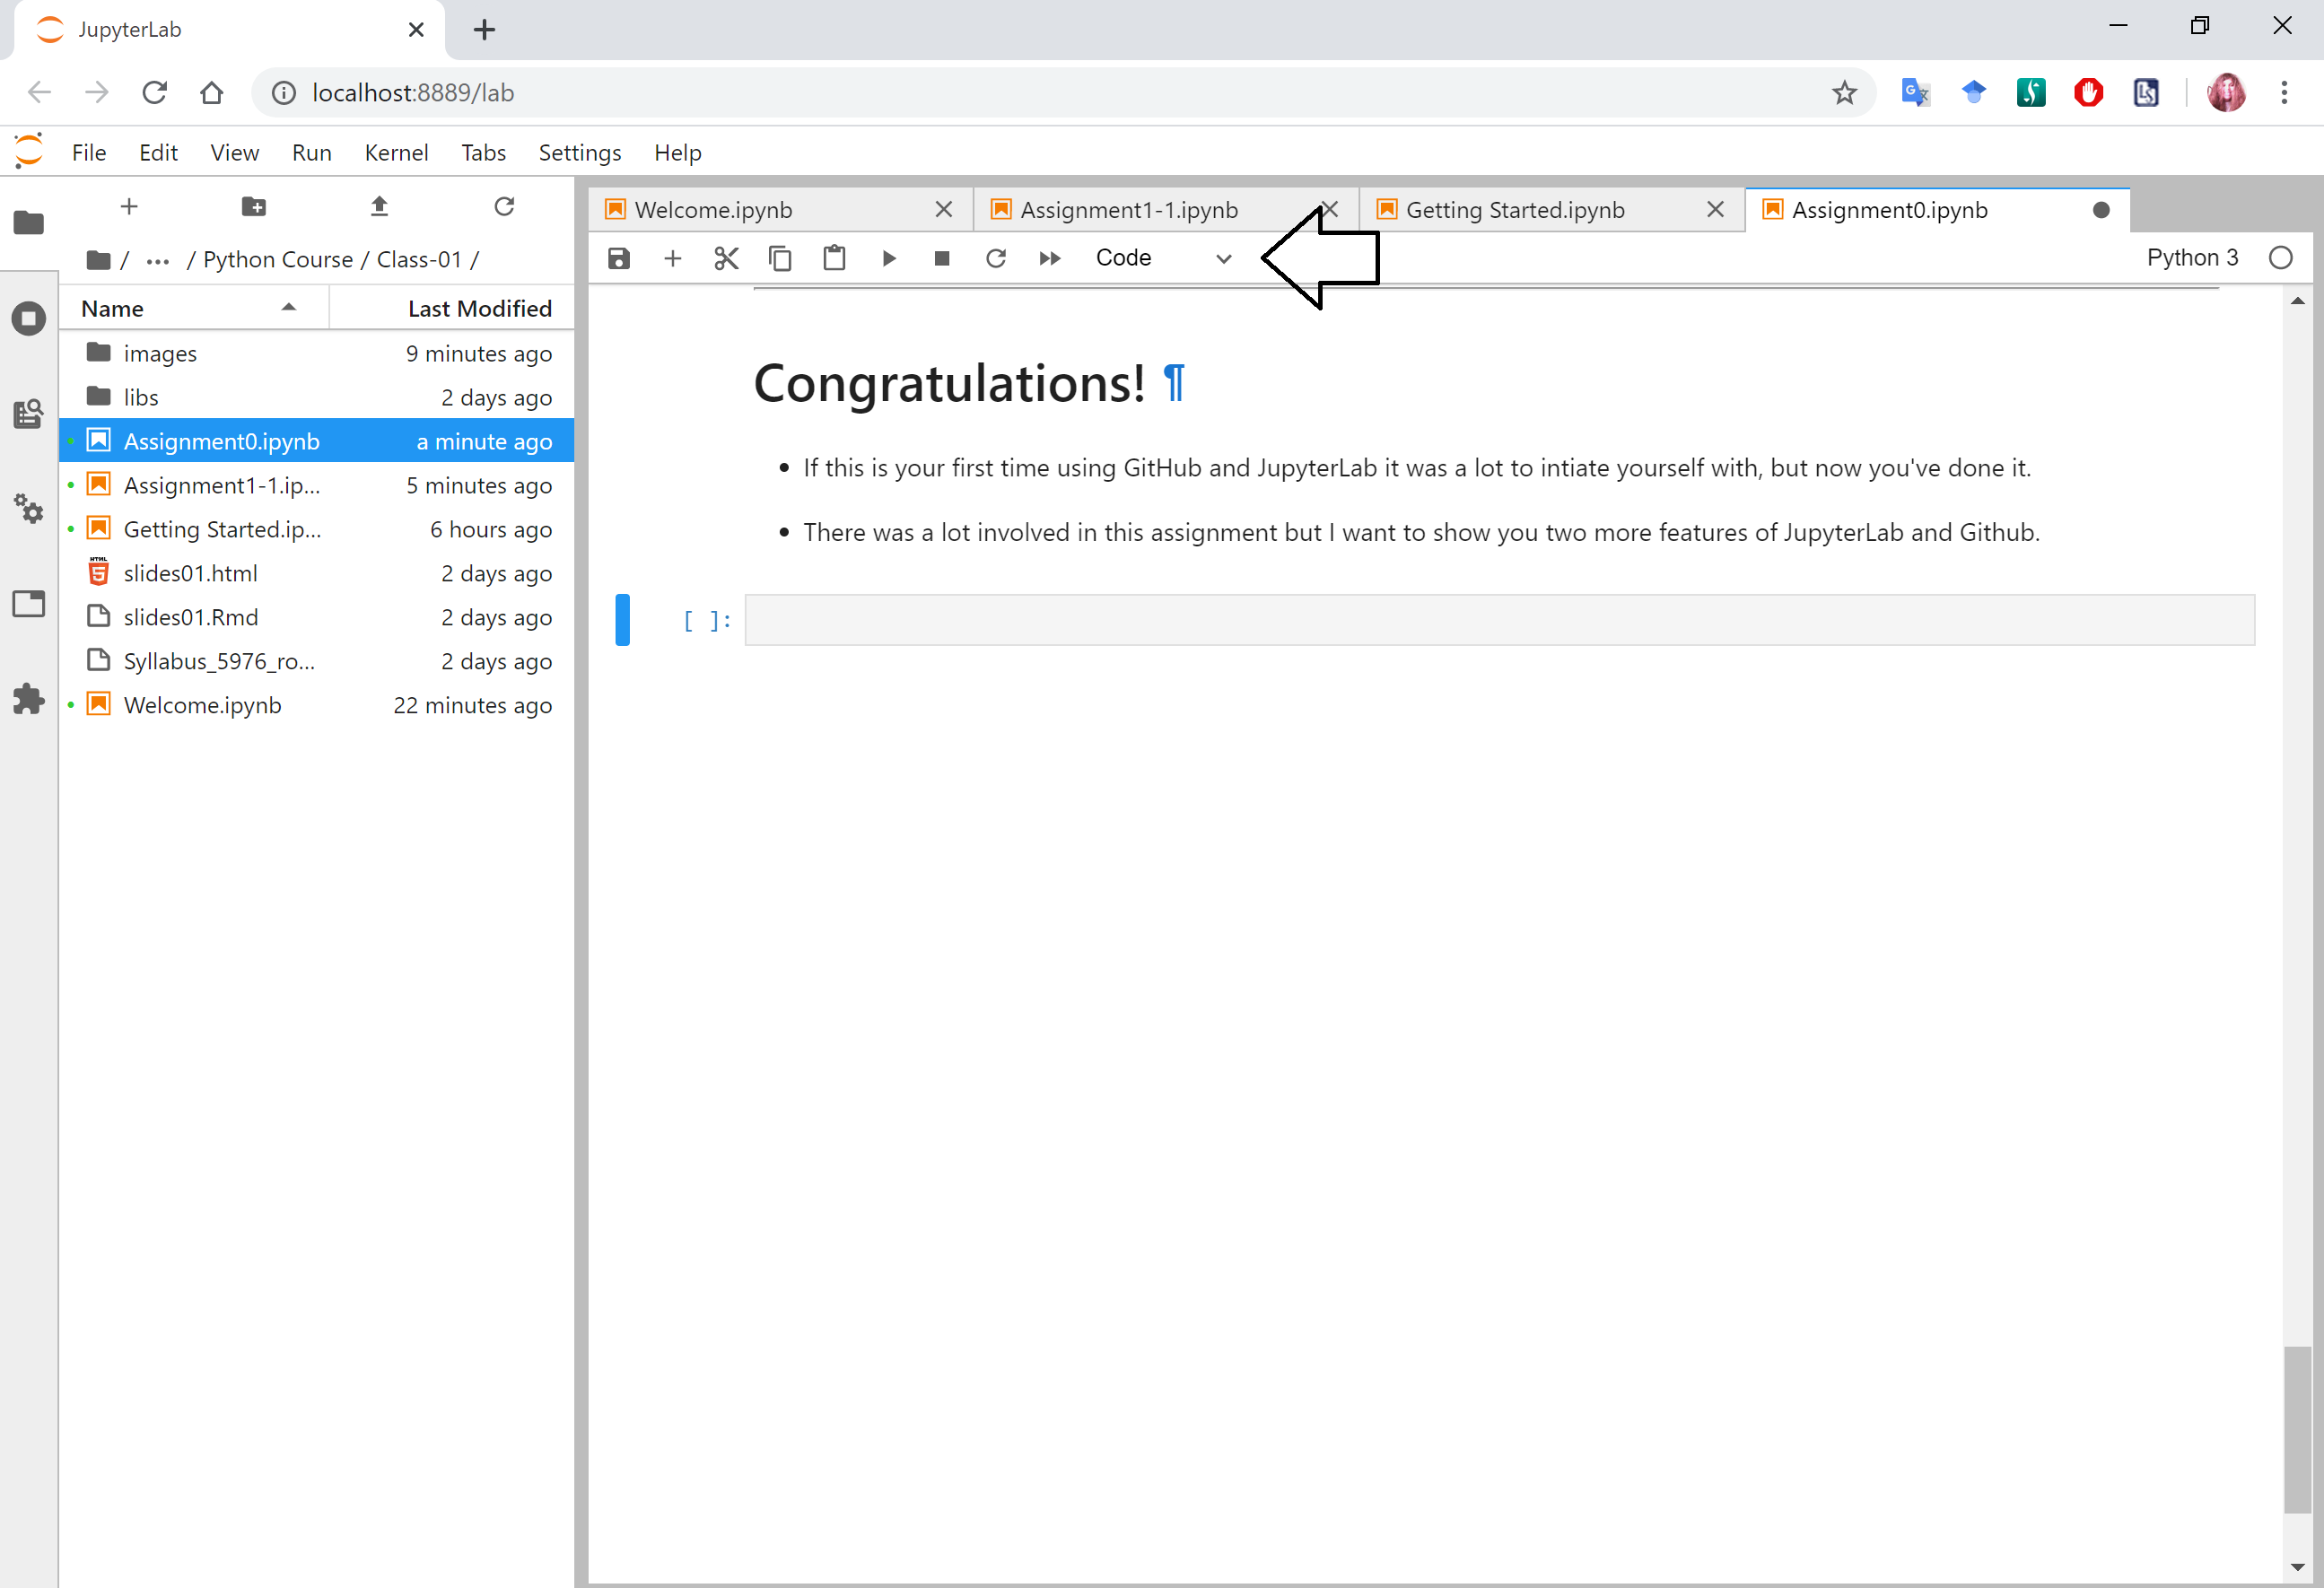 JupyterLab
localhost:8889/lab
File Edit View Run Kernel Tabs Settings Help
/ ... / Python Course / Class-01 /
Name Last Modified
images 9 minutes ago
libs 2 days ago
Assignment0.ipynb a minute ago
Assignment1-1.ip... 5 minutes ago
Getting Started.ip... 6 hours ago
HTML 5 slides01.html 2 days ago
slides01.Rmd 2 days ago
Syllabus_5976_ro... 2 days ago
Welcome.ipynb 22 minutes ago
Welcome.ipynb Assignment1-1.ipynb Getting Started.ipynb Assignment0.ipynb
Code Python 3
Congratulations! ¶
• If this is your first time using GitHub and JupyterLab it was a lot to intiate yourself with, but now you've done it.
• There was a lot involved in this assignment but I want to show you two more features of JupyterLab and Github.
[ ]: